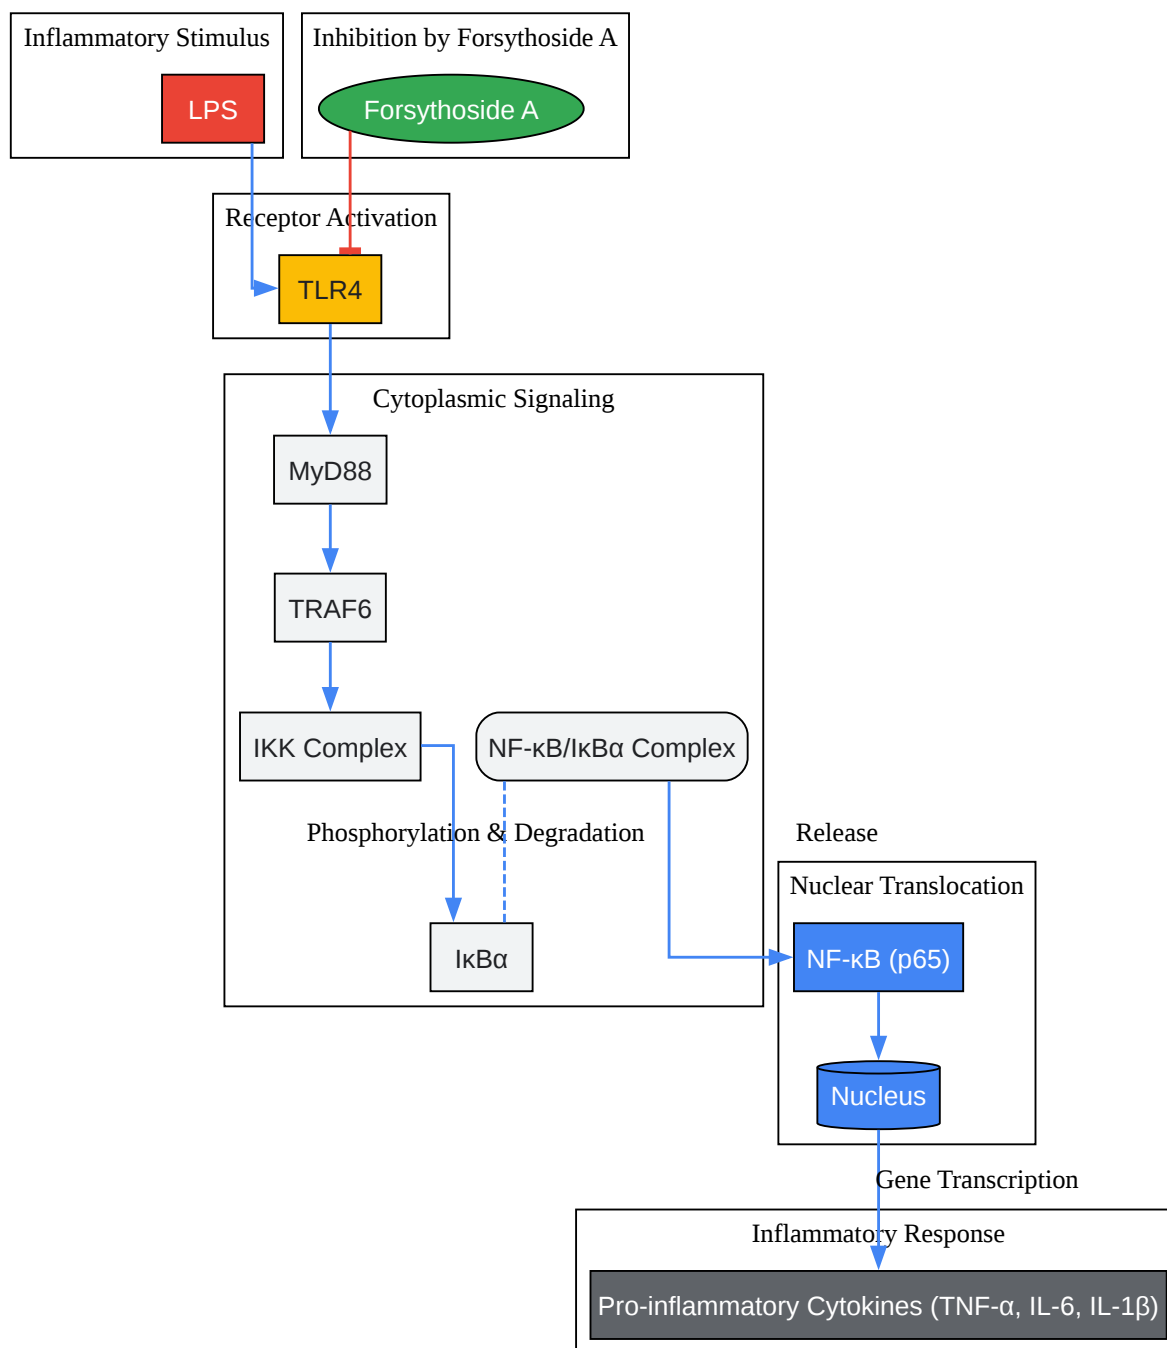 Inflammatory Stimulus
Inhibition by Forsythoside A
LPS
Forsythoside A
Receptor Activation
TLR4
Cytoplasmic Signaling
MyD88
TRAF6
IKK Complex
NF-κB/IκBα Complex
Phosphorylation & Degradation
Release
Nuclear Translocation
IκBα
NF-κB (p65)
Nucleus
Gene Transcription
Inflammatory Response
Pro-inflammatory Cytokines (TNF-α, IL-6, IL-1β)